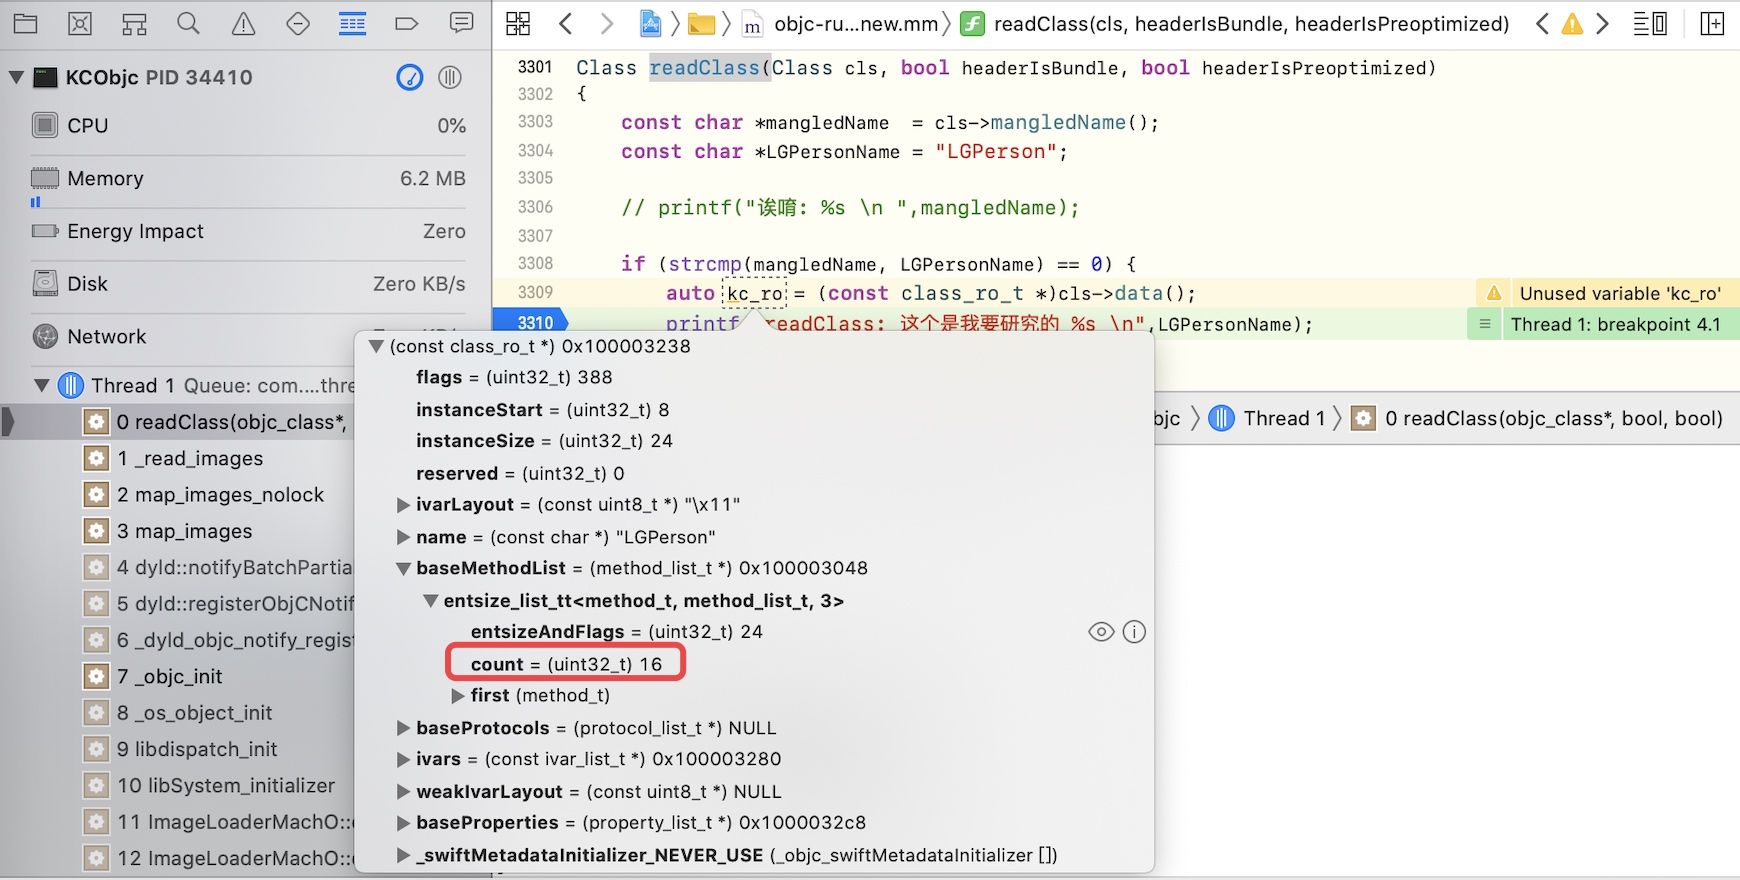 objc-ru...new.mm
readClass(cls, headerIsBundle, headerIsPreoptimized)
KCObjc PID 34410
CPU 0%
Memory 6.2 MB
Energy Impact Zero
Disk Zero KB/s
Network
Thread 1 Queue: com....thre
0 readClass(objc_class*,
1 _read_images
2 map_images_nolock
3 map_images
4 dyld::notifyBatchPartia
5 dyld::registerObjCNotif
6 _dyld_objc_notify_regis
7 _objc_init
8 _os_object_init
9 libdispatch_init
10 libSystem_initializer
11 ImageLoaderMachO::
12 ImageLoaderMachO::
3301 Class readClass(Class cls, bool headerIsBundle, bool headerIsPreoptimized)
3302 {
3303 const char *mangledName  = cls->mangledName();
3304 const char *LGPersonName = "LGPerson";
3305
3306 // printf("诶唷: %s \n ",mangledName);
3307
3308 if (strcmp(mangledName, LGPersonName) == 0) {
3309 auto kc_ro = (const class_ro_t *)cls->data();
Unused variable 'kc_ro'
3310 printf readClass: 这个是我要研究的 %s \n",LGPersonName);
Thread 1: breakpoint 4.1
(const class_ro_t *) 0x100003238
flags = (uint32_t) 388
instanceStart = (uint32_t) 8
instanceSize = (uint32_t) 24
reserved = (uint32_t) 0
ivarLayout = (const uint8_t *) "\x11"
name = (const char *) "LGPerson"
baseMethodList = (method_list_t *) 0x100003048
entsize_list_tt<method_t, method_list_t, 3>
entsizeAndFlags = (uint32_t) 24
count = (uint32_t) 16
first (method_t)
baseProtocols = (protocol_list_t *) NULL
ivars = (const ivar_list_t *) 0x100003280
weakIvarLayout = (const uint8_t *) NULL
baseProperties = (property_list_t *) 0x1000032c8
_swiftMetadataInitializer_NEVER_USE (_objc_swiftMetadataInitializer [])
bjc
Thread 1
0 readClass(objc_class*, bool, bool)